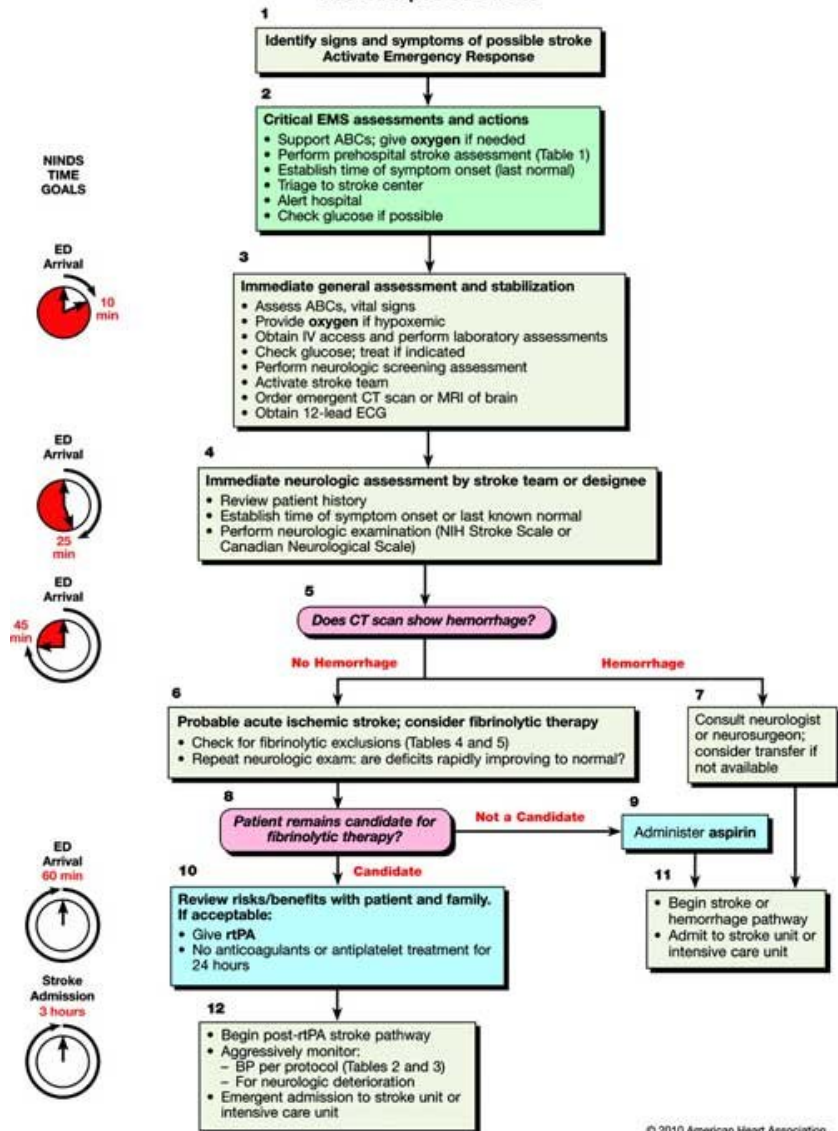 1
Identify signs and symptoms of possible stroke
Activate Emergency Response
2
Critical EMS assessments and actions
• Support ABCs; give oxygen if needed
• Perform prehospital stroke assessment (Table 1)
• Establish time of symptom onset (last normal)
• Triage to stroke center
• Alert hospital
• Check glucose if possible
NINDS
TIME
GOALS
ED
Arrival
10
min
3
Immediate general assessment and stabilization
• Assess ABCs, vital signs
• Provide oxygen if hypoxemic
• Obtain IV access and perform laboratory assessments
• Check glucose; treat if indicated
• Perform neurologic screening assessment
• Activate stroke team
• Order emergent CT scan or MRI of brain
• Obtain 12-lead ECG
ED
Arrival
25
min
4
Immediate neurologic assessment by stroke team or designee
• Review patient history
• Establish time of symptom onset or last known normal
• Perform neurologic examination (NIH Stroke Scale or
Canadian Neurological Scale)
ED
Arrival
45
min
5
Does CT scan show hemorrhage?
No Hemorrhage
Hemorrhage
6
Probable acute ischemic stroke; consider fibrinolytic therapy
• Check for fibrinolytic exclusions (Tables 4 and 5)
• Repeat neurologic exam: are deficits rapidly improving to normal?
7
Consult neurologist
or neurosurgeon;
consider transfer if
not available
8
Patient remains candidate for
fibrinolytic therapy?
Not a Candidate
9
Administer aspirin
Candidate
ED
Arrival
60 min
10
Review risks/benefits with patient and family.
If acceptable:
• Give rtPA
• No anticoagulants or antiplatelet treatment for
24 hours
11
• Begin stroke or
hemorrhage pathway
• Admit to stroke unit or
intensive care unit
Stroke
Admission
3 hours
12
• Begin post-rtPA stroke pathway
• Aggressively monitor:
– BP per protocol (Tables 2 and 3)
– For neurologic deterioration
• Emergent admission to stroke unit or
intensive care unit
© 2010 American Heart Association